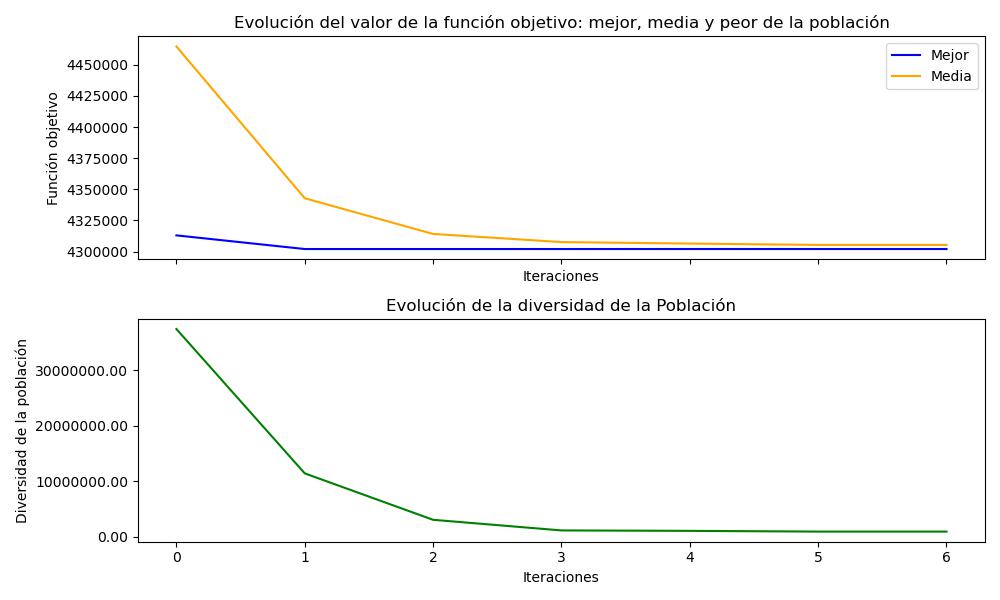 Evolución del valor de la función objetivo: mejor, media y peor de la población
Función objetivo
4450000
4425000
4400000
4375000
4350000
4325000
4300000
Mejor
Media
Iteraciones
Evolución de la diversidad de la Población
Diversidad de la población
30000000.00
20000000.00
10000000.00
0.00
0 1 2 3 4 5 6
Iteraciones